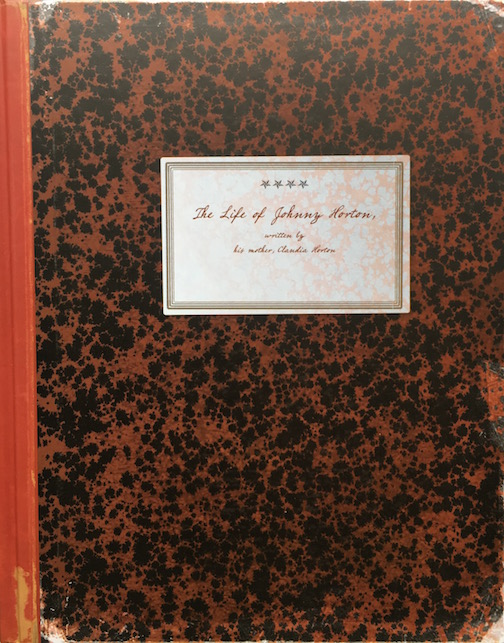 The Life of Johnny Horton,
written by
his mother, Claudia Horton